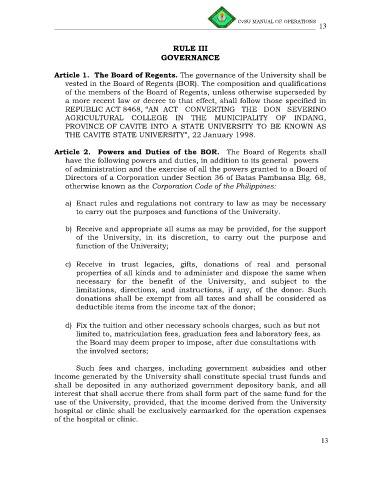 CvSU MANUAL OF OPERATIONS
13
RULE III
GOVERNANCE
Article 1. The Board of Regents. The governance of the University shall be
vested in the Board of Regents (BOR). The composition and qualifications
of the members of the Board of Regents, unless otherwise superseded by
a more recent law or decree to that effect, shall follow those specified in
REPUBLIC ACT 8468, “AN ACT CONVERTING THE DON SEVERINO
AGRICULTURAL COLLEGE IN THE MUNICIPALITY OF INDANG,
PROVINCE OF CAVITE INTO A STATE UNIVERSITY TO BE KNOWN AS
THE CAVITE STATE UNIVERSITY”, 22 January 1998.
Article 2. Powers and Duties of the BOR. The Board of Regents shall
have the following powers and duties, in addition to its general powers
of administration and the exercise of all the powers granted to a Board of
Directors of a Corporation under Section 36 of Batas Pambansa Blg. 68,
otherwise known as the Corporation Code of the Philippines:
a) Enact rules and regulations not contrary to law as may be necessary
to carry out the purposes and functions of the University.
b) Receive and appropriate all sums as may be provided, for the support
of the University, in its discretion, to carry out the purpose and
function of the University;
c) Receive in trust legacies, gifts, donations of real and personal
properties of all kinds and to administer and dispose the same when
necessary for the benefit of the University, and subject to the
limitations, directions, and instructions, if any, of the donor. Such
donations shall be exempt from all taxes and shall be considered as
deductible items from the income tax of the donor;
d) Fix the tuition and other necessary schools charges, such as but not
limited to, matriculation fees, graduation fees and laboratory fees, as
the Board may deem proper to impose, after due consultations with
the involved sectors;
Such fees and charges, including government subsidies and other
income generated by the University shall constitute special trust funds and
shall be deposited in any authorized government depository bank, and all
interest that shall accrue there from shall form part of the same fund for the
use of the University, provided, that the income derived from the University
hospital or clinic shall be exclusively earmarked for the operation expenses
of the hospital or clinic.
13